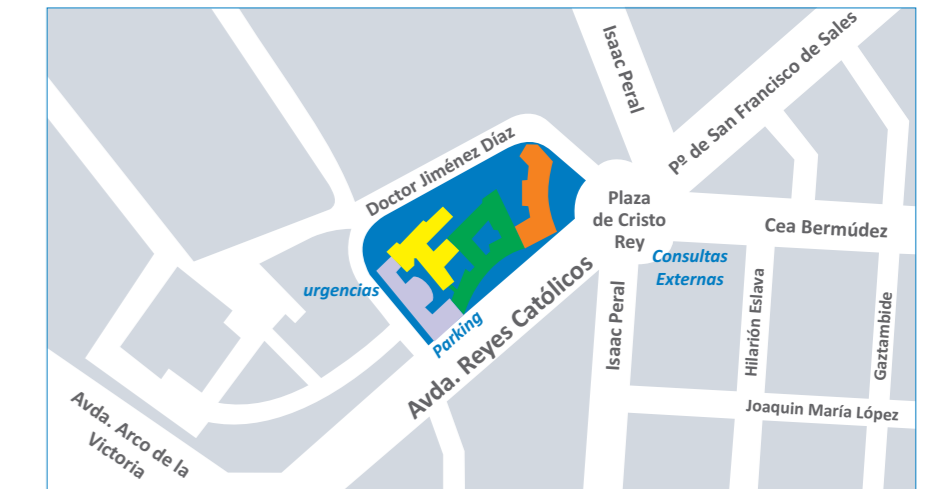 Isaac Peral
Pº de San Francisco de Sales
Doctor Jiménez Díaz
Plaza
de Cristo
Rey
Cea Bermúdez
Consultas
Externas
urgencias
Parking
Avda. Reyes Católicos
Isaac Peral
Hilarión Eslava
Gaztambide
Joaquin María López
Avda. Arco de la
Victoria